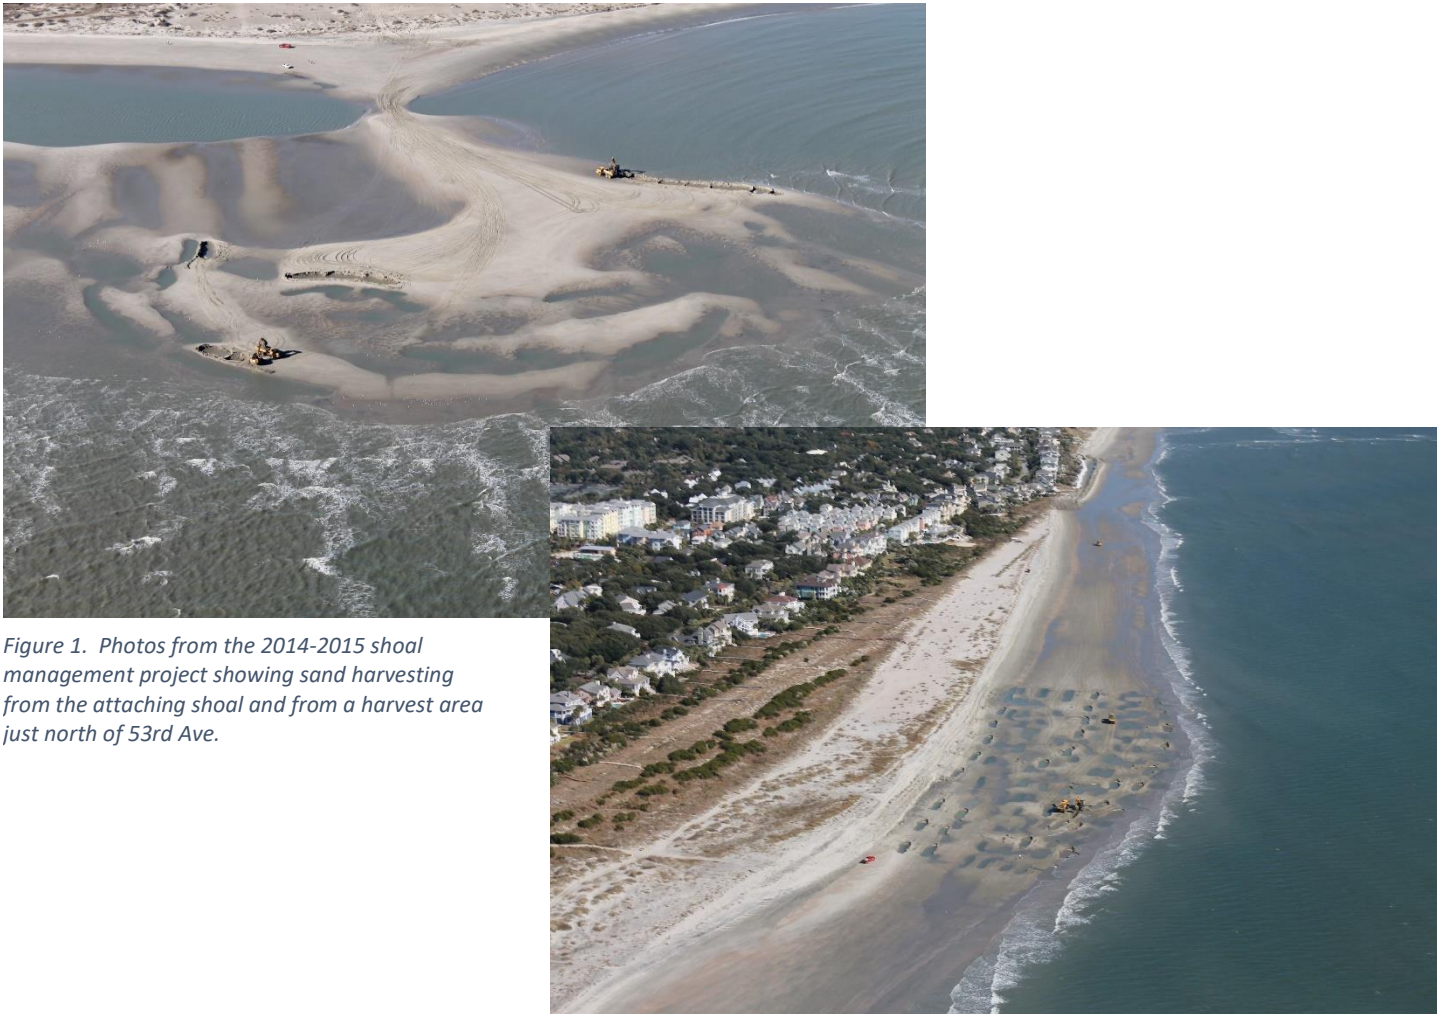 Figure 1.  Photos from the 2014-2015 shoal
management project showing sand harvesting
from the attaching shoal and from a harvest area
just north of 53rd Ave.